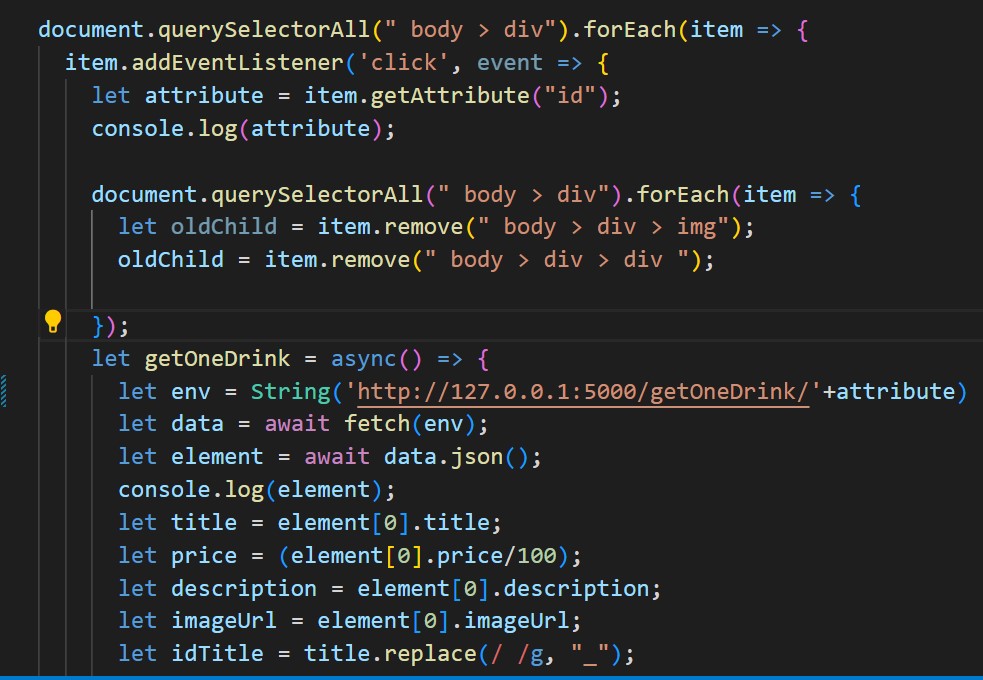 document.querySelectorAll(" body > div").forEach(item => {
item.addEventListener('click', event => {
let attribute = item.getAttribute("id");
console.log(attribute);
document.querySelectorAll(" body > div").forEach(item => {
let oldChild = item.remove(" body > div > img");
oldChild = item.remove(" body > div > div ");
});
let getOneDrink = async() => {
let env = String('http://127.0.0.1:5000/getOneDrink/'+attribute)
let data = await fetch(env);
let element = await data.json();
console.log(element);
let title = element[0].title;
let price = (element[0].price/100);
let description = element[0].description;
let imageUrl = element[0].imageUrl;
let idTitle = title.replace(/ /g, "_");